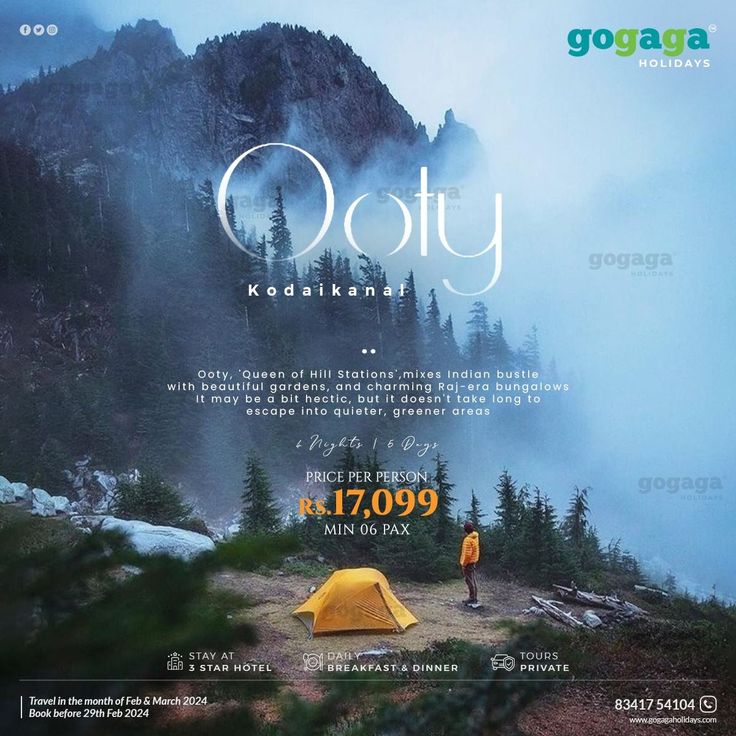 gogaga
HOLIDAYS
Ooty
Kodaikanal
Ooty, 'Queen of Hill Stations',mixes Indian bustle
with beautiful gardens, and charming Raj-era bungalows
It may be a bit hectic, but it doesn't take long to
escape into quieter, greener areas
Nights | 5 Days
PRICE PER PERSON
Rs.17,099
MIN 06 PAX
STAY AT
3 STAR HOTEL
DAILY
BREAKFAST & DINNER
TOURS
PRIVATE
Travel in the month of Feb & March 2024
Book before 29th Feb 2024
83417 54104
www.gogagaholidays.com